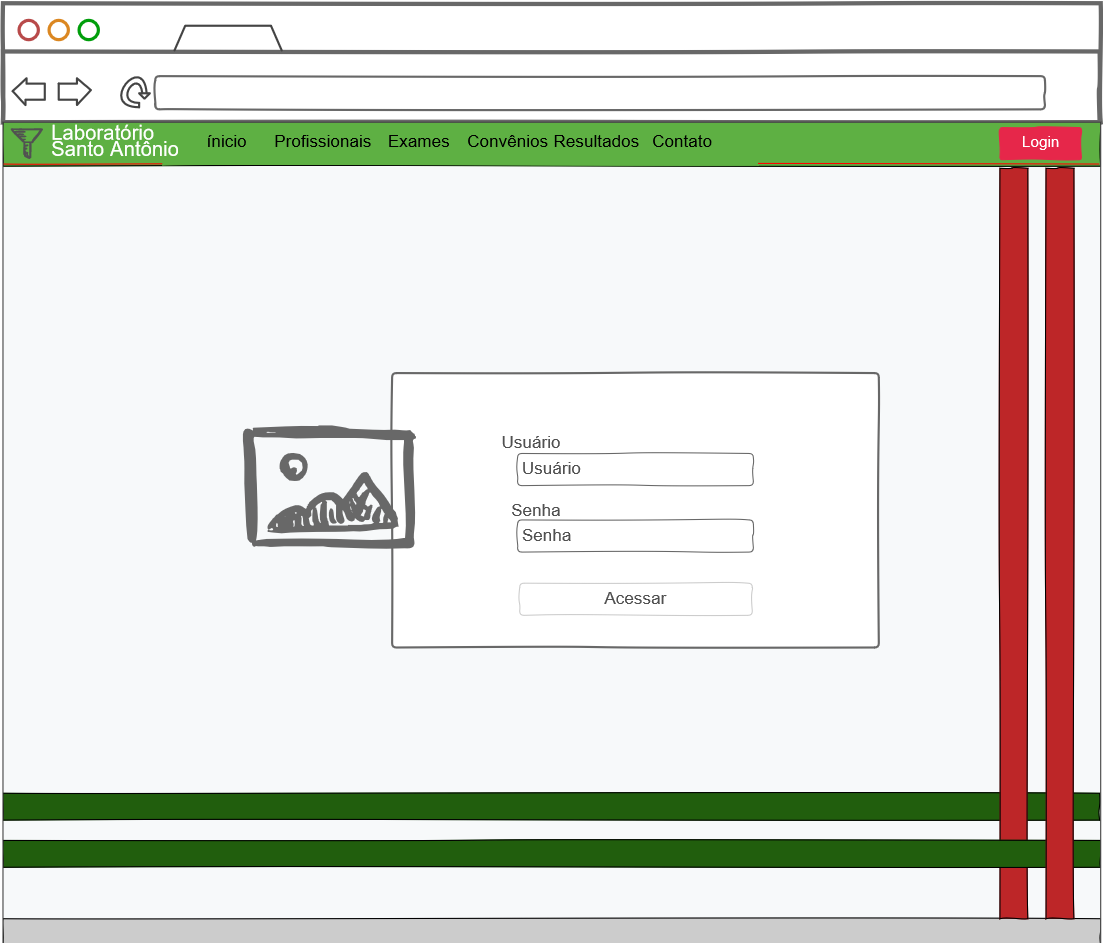 Laboratório
Santo Antônio
ínicio Profissionais Exames Convênios Resultados Contato Login
Usuário
Usuário
Senha
Senha
Acessar